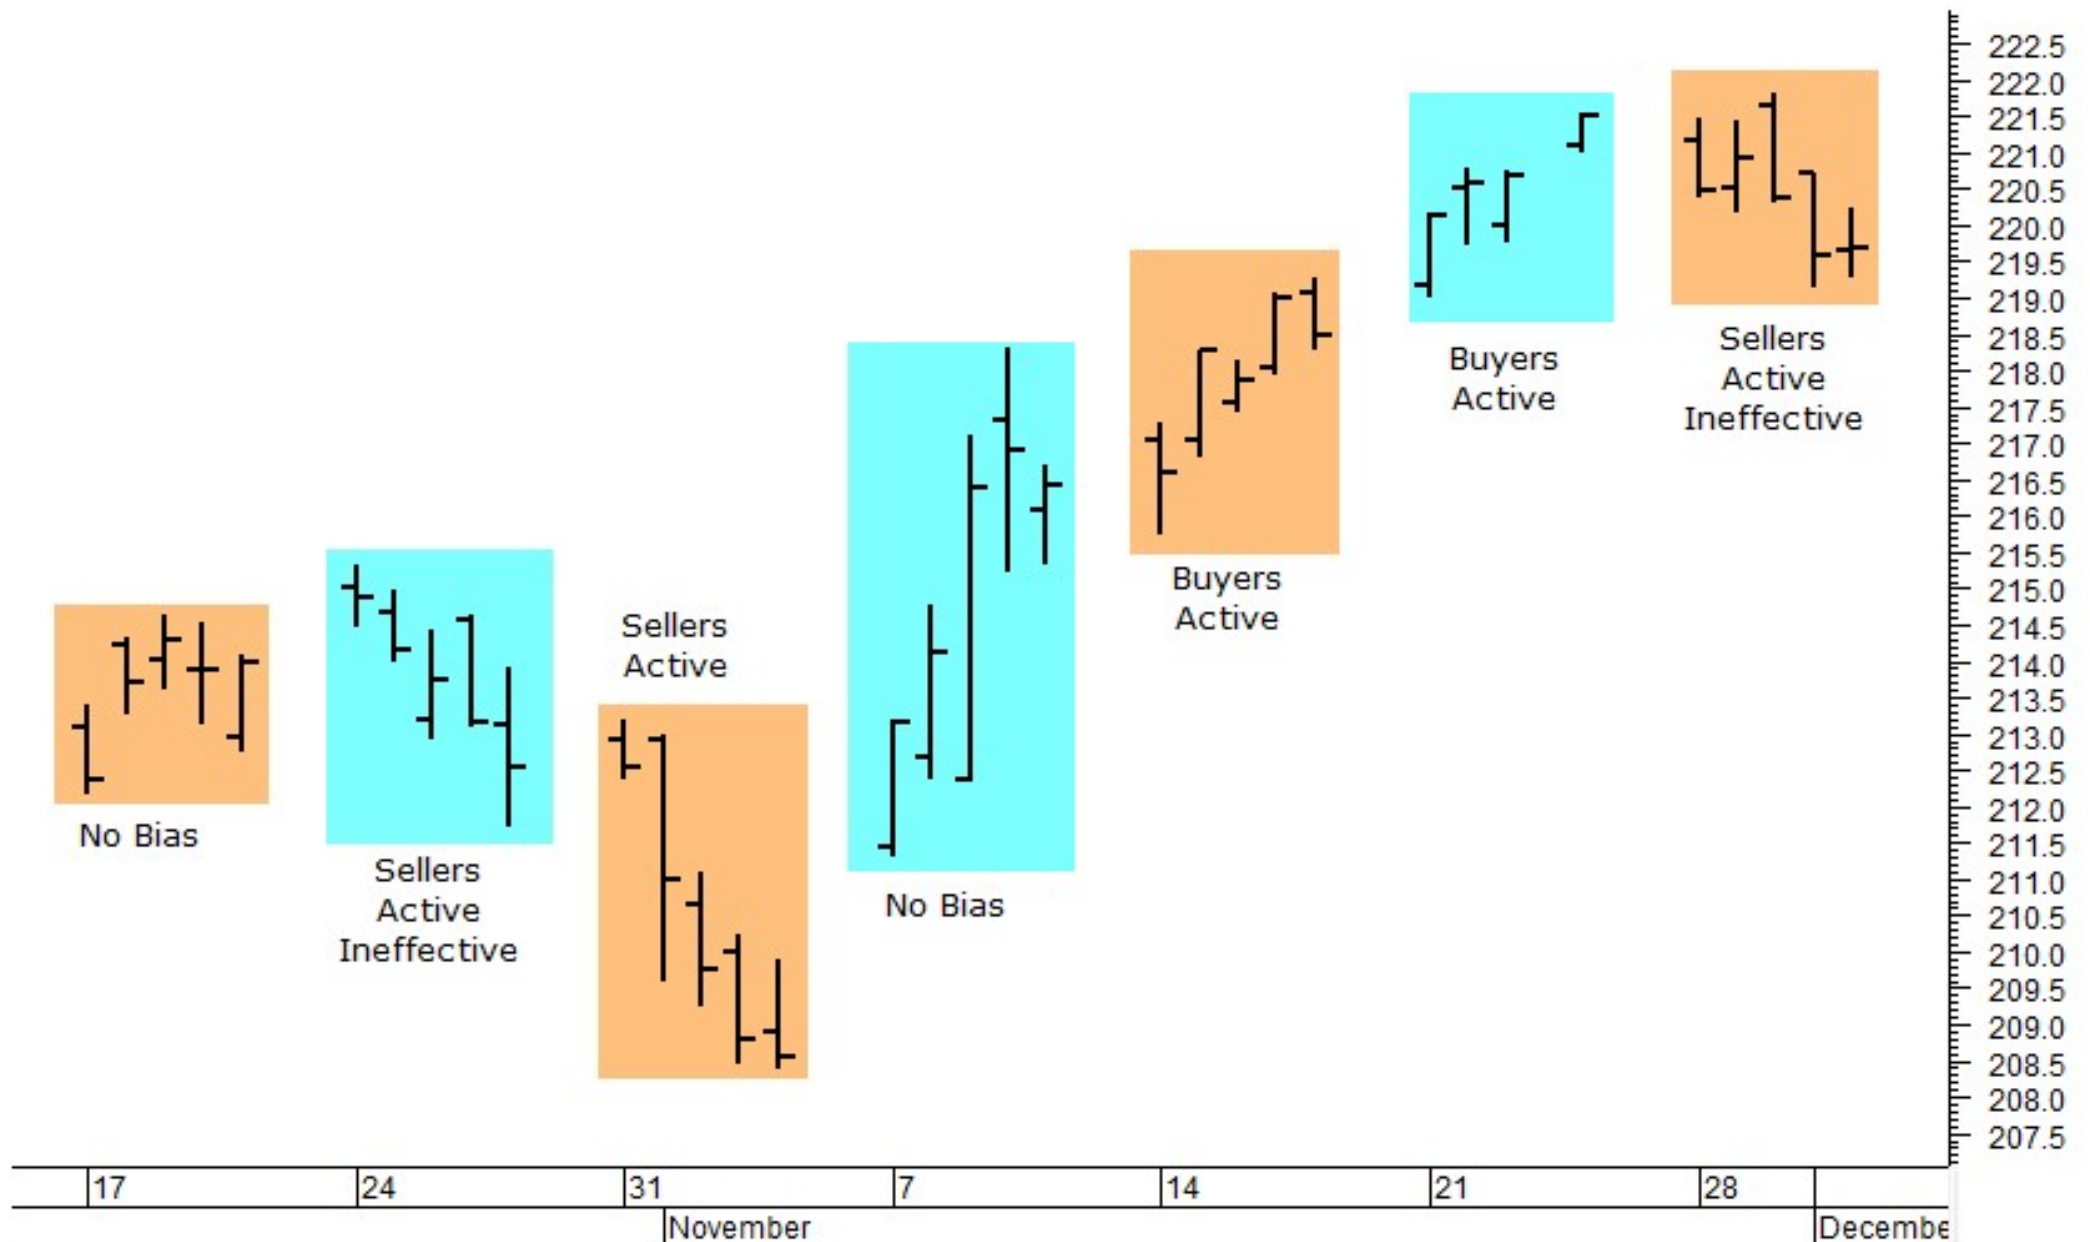 222.5
222.0
221.5
221.0
220.5
220.0
219.5
219.0
218.5
218.0
217.5
217.0
216.5
216.0
215.5
215.0
214.5
214.0
213.5
213.0
212.5
212.0
211.5
211.0
210.5
210.0
209.5
209.0
208.5
208.0
207.5
No Bias
Sellers
Active
Ineffective
Sellers
Active
No Bias
Buyers
Active
Buyers
Active
Sellers
Active
Ineffective
17 24 31 7 14 21 28
November Decembe